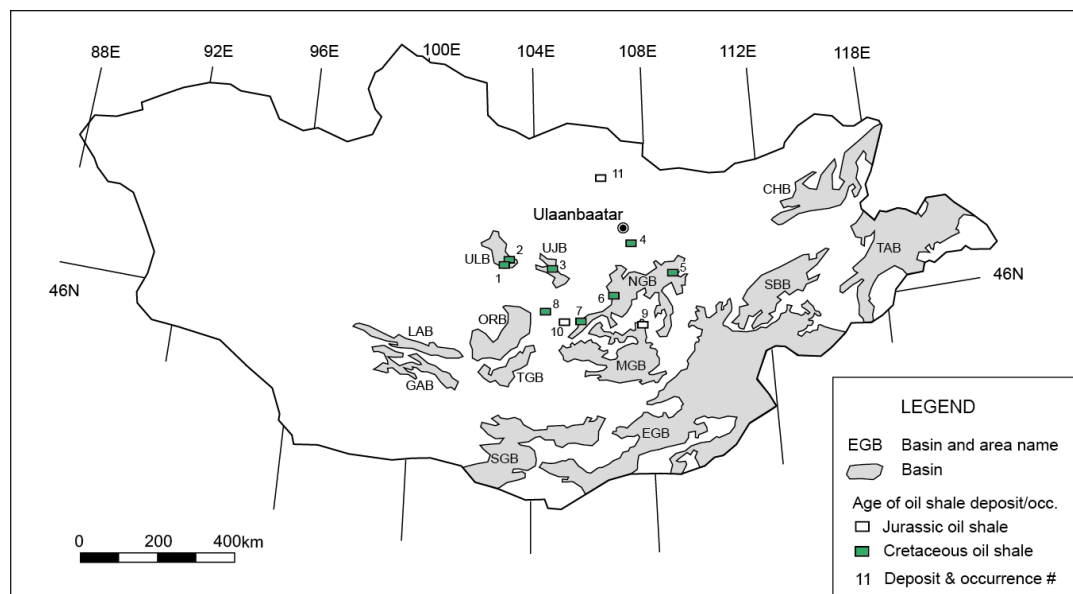 88E 92E 96E 100E 104E 108E 112E 118E
11
CHB
Ulaanbaatar
4
TAB
ULB 2 UJB
1 3 5
NGB SBB 46N
46N
6
8 7 9
ORB 10
LAB
MGB
GAB TGB
EGB
SGB
LEGEND
EGB Basin and area name
Basin
Age of oil shale deposit/occ.
Jurassic oil shale
Cretaceous oil shale
11 Deposit & occurrence #
0 200 400km